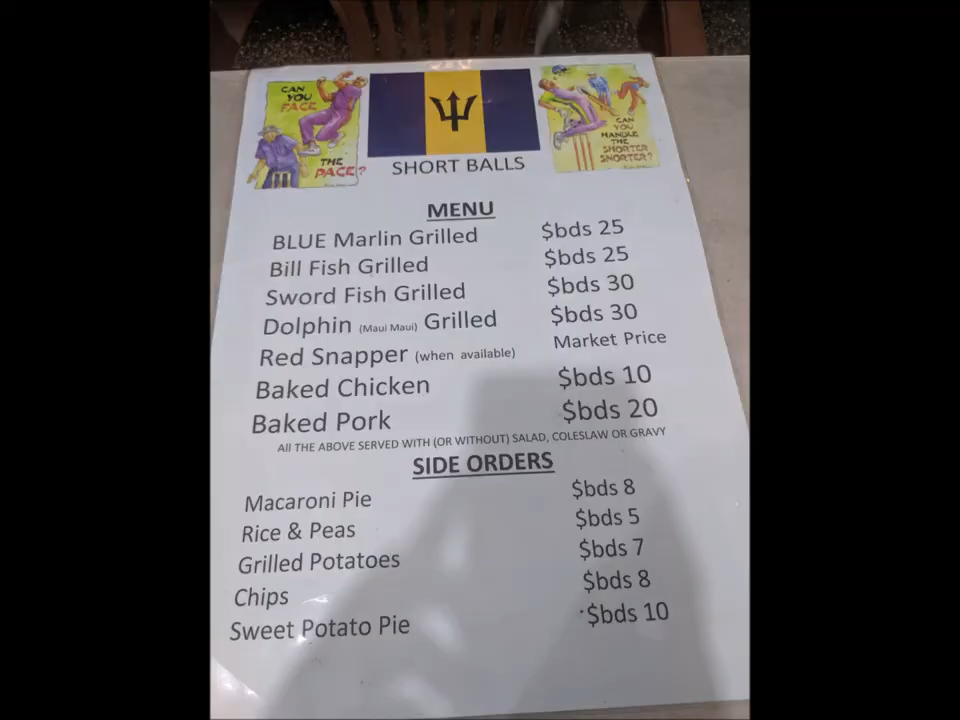 CAN
YOU
FACE
THE
PACE?
CAN
YOU
HANDLE
THE
SHORTER
SNORTER?
SHORT BALLS
MENU
BLUE Marlin Grilled $bds 25
Bill Fish Grilled $bds 25
Sword Fish Grilled $bds 30
Dolphin (Maui Maui) Grilled $bds 30
Red Snapper (when available) Market Price
Baked Chicken $bds 10
Baked Pork $bds 20
All THE ABOVE SERVED WITH (OR WITHOUT) SALAD, COLESLAW OR GRAVY
SIDE ORDERS
Macaroni Pie $bds 8
Rice & Peas $bds 5
Grilled Potatoes $bds 7
Chips $bds 8
Sweet Potato Pie $bds 10